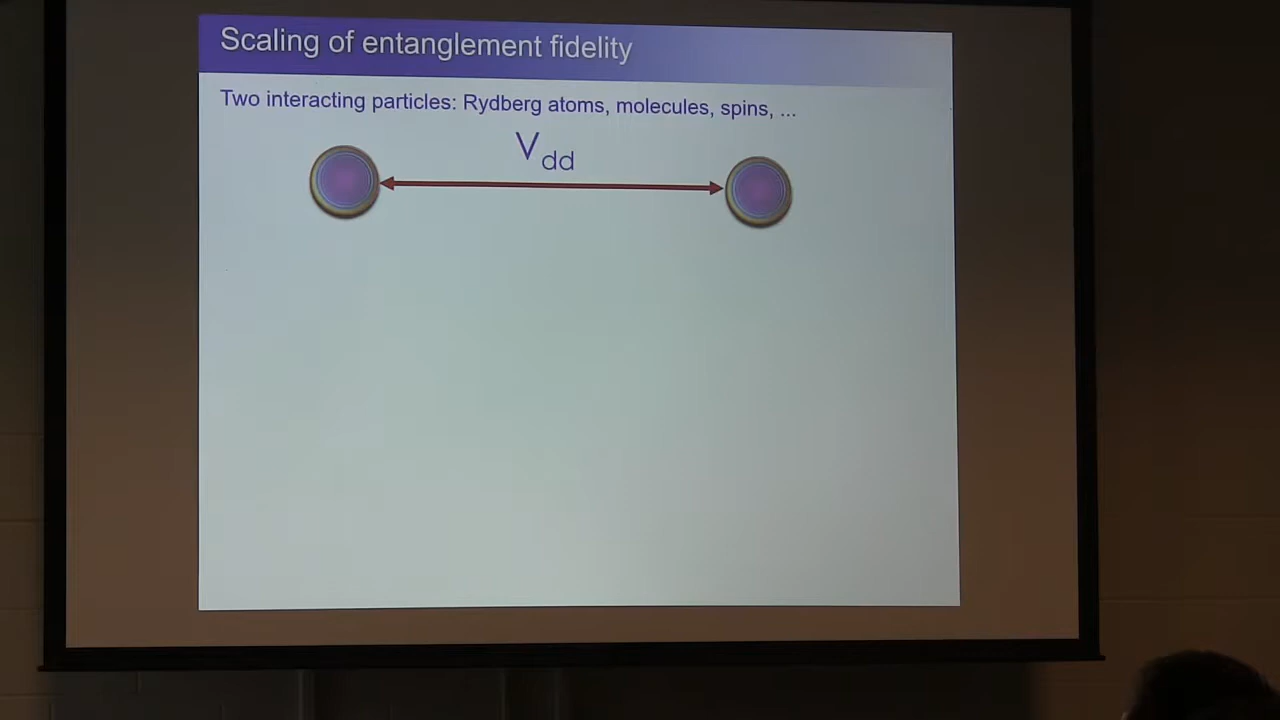 Scaling of entanglement fidelity
Two interacting particles: Rydberg atoms, molecules, spins, ...
Vdd